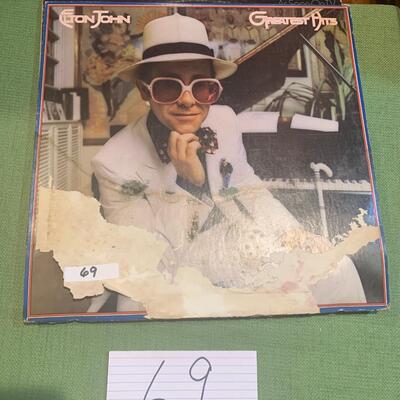 ELTON JOHN
GREATEST HITS
69
69